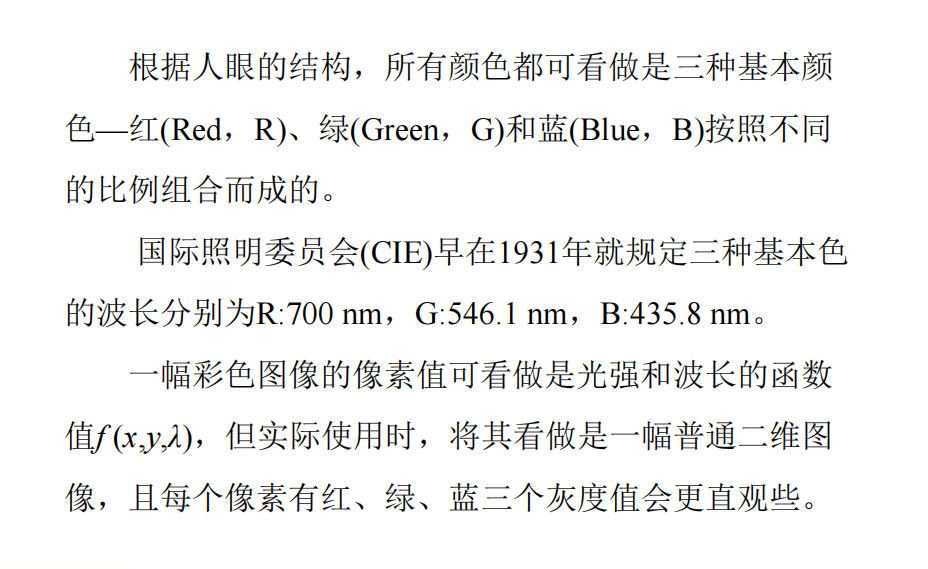 根据人眼的结构，所有颜色都可看做是三种基本颜
色—红(Red，R)、绿(Green，G)和蓝(Blue，B)按照不同
的比例组合而成的。
国际照明委员会(CIE)早在1931年就规定三种基本色
的波长分别为R:700 nm，G:546.1 nm，B:435.8 nm。
一幅彩色图像的像素值可看做是光强和波长的函数
值f (x,y,λ)，但实际使用时，将其看做是一幅普通二维图
像，且每个像素有红、绿、蓝三个灰度值会更直观些。